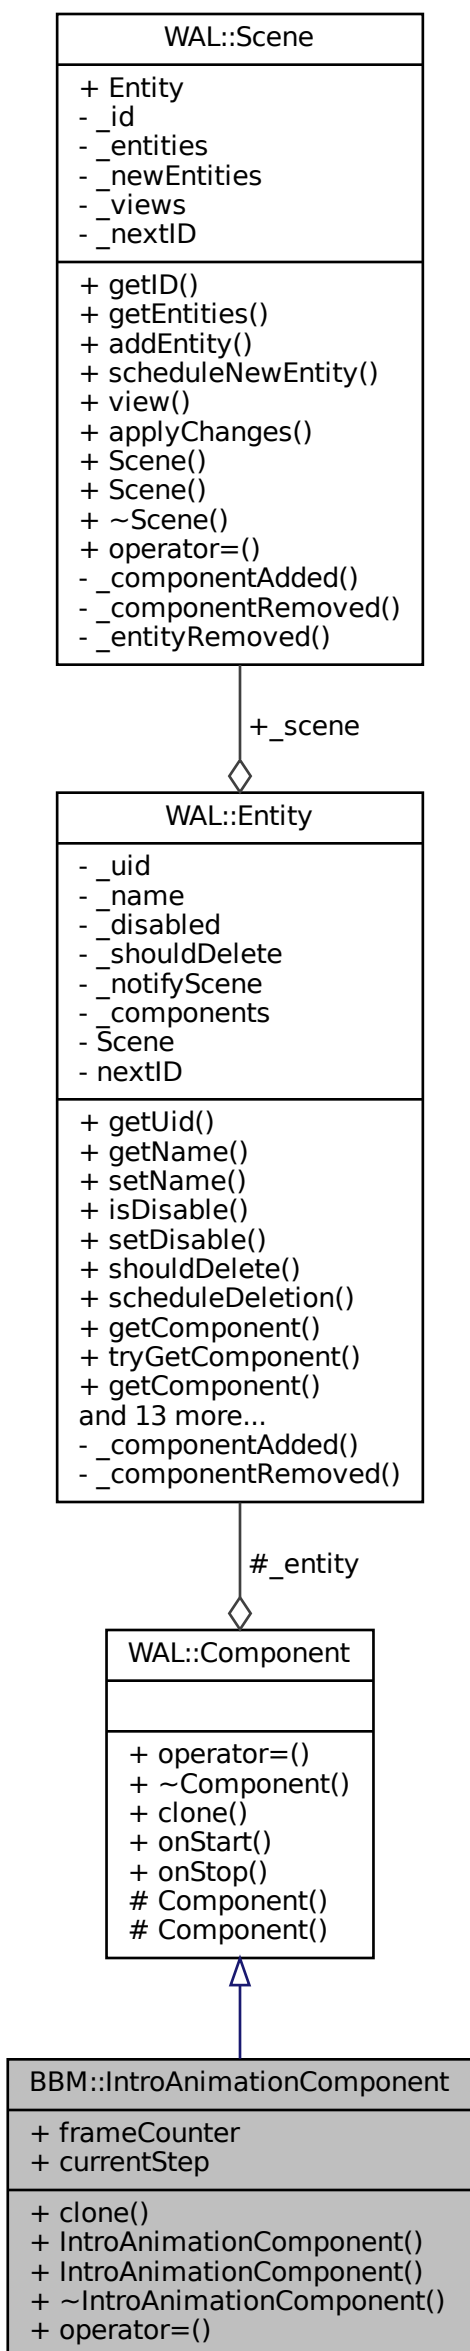 WAL::Scene
+ Entity
- _id
- _entities
- _newEntities
- _views
- _nextID
+ getID()
+ getEntities()
+ addEntity()
+ scheduleNewEntity()
+ view()
+ applyChanges()
+ Scene()
+ Scene()
+ ~Scene()
+ operator=()
- _componentAdded()
- _componentRemoved()
- _entityRemoved()
+_scene
WAL::Entity
- _uid
- _name
- _disabled
- _shouldDelete
- _notifyScene
- _components
- Scene
- nextID
+ getUid()
+ getName()
+ setName()
+ isDisable()
+ setDisable()
+ shouldDelete()
+ scheduleDeletion()
+ getComponent()
+ tryGetComponent()
+ getComponent()
and 13 more...
- _componentAdded()
- _componentRemoved()
#_entity
WAL::Component
+ operator=()
+ ~Component()
+ clone()
+ onStart()
+ onStop()
# Component()
# Component()
BBM::IntroAnimationComponent
+ frameCounter
+ currentStep
+ clone()
+ IntroAnimationComponent()
+ IntroAnimationComponent()
+ ~IntroAnimationComponent()
+ operator=()